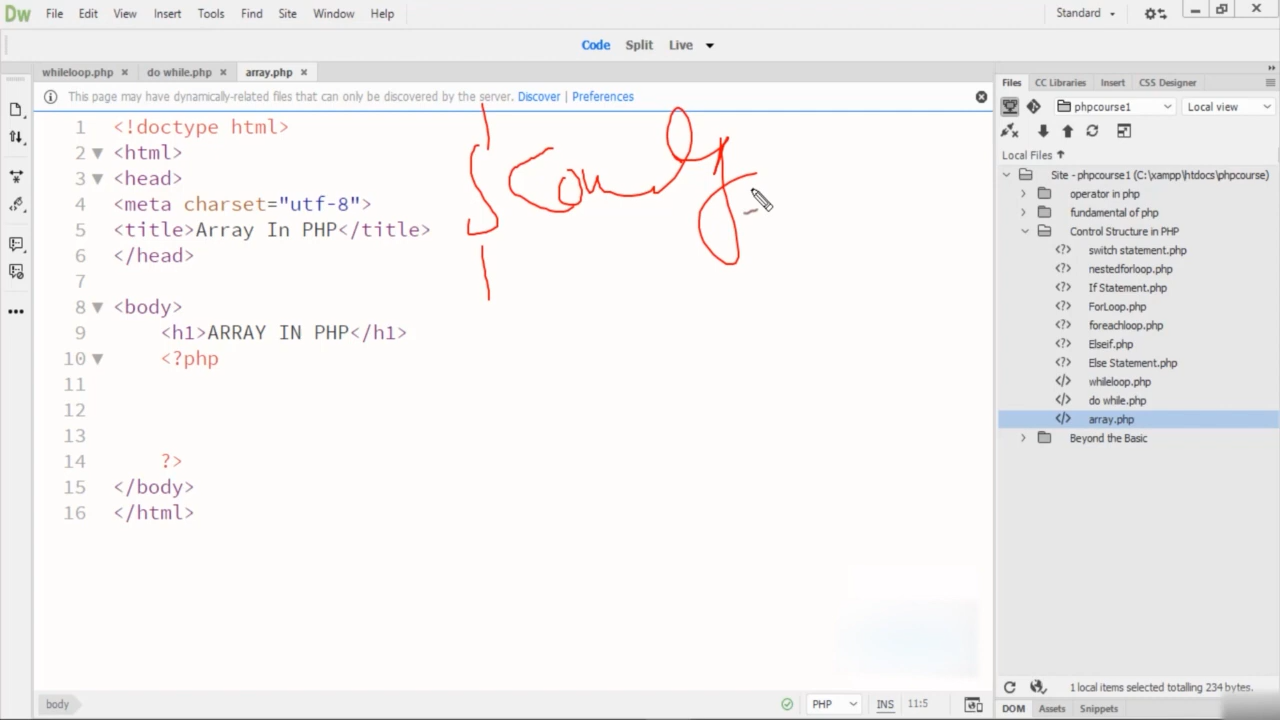 Dw File Edit View Insert Tools Find Site Window Help Standard
Code Split Live
whileloop.php do while.php array.php
This page may have dynamically-related files that can only be discovered by the server. Discover | Preferences
1 <!doctype html>
2 <html>
3 <head>
4 <meta charset="utf-8">
5 <title>Array In PHP</title>
6 </head>
7
8 <body>
9 <h1>ARRAY IN PHP</h1>
10 <?php
11
12
13
14 ?>
15 </body>
16 </html>
body
PHP INS 11:5
Files CC Libraries Insert CSS Designer
phpcourse1 Local view
Local Files
Site - phpcourse1 (C:\xampp\htdocs\phpcourse)
operator in php
fundamental of php
Control Structure in PHP
switch statement.php
nestedforloop.php
If Statement.php
ForLoop.php
foreachloop.php
Elseif.php
Else Statement.php
whileloop.php
do while.php
array.php
Beyond the Basic
1 local items selected totalling 234 bytes.
DOM Assets Snippets